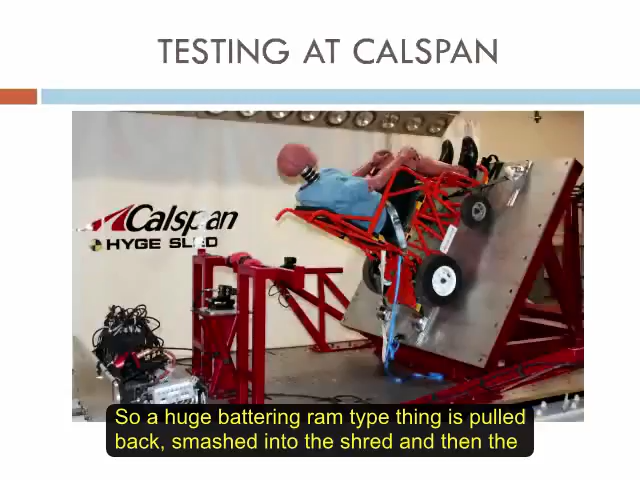 TESTING AT CALSPAN
Calspan
HYGE SLED
So a huge battering ram type thing is pulled
back, smashed into the shred and then the